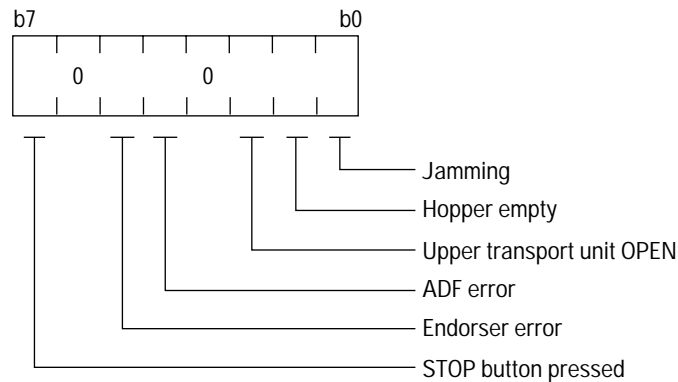 b7 b0
0 0
Jamming
Hopper empty
Upper transport unit OPEN
ADF error
Endorser error
STOP button pressed